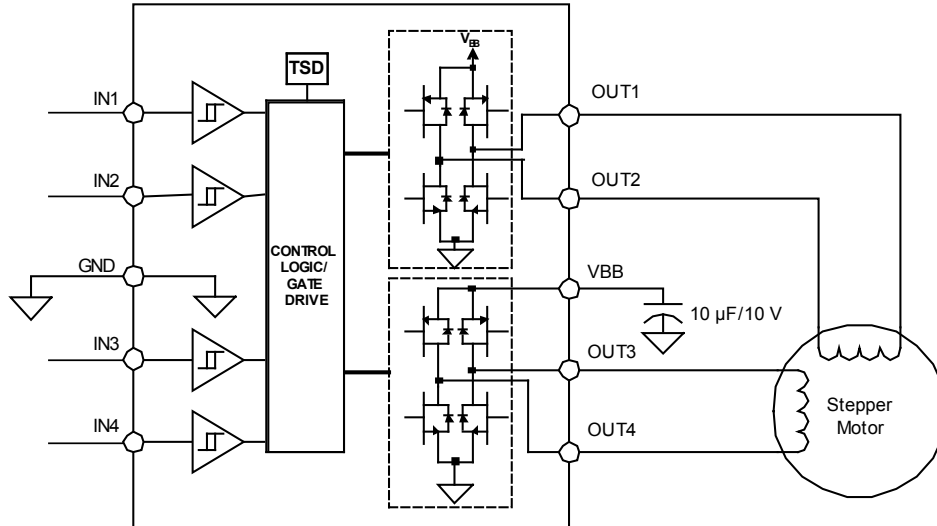 VBB
TSD
IN1
OUT1
IN2
OUT2
CONTROL
LOGIC/
GATE
DRIVE
GND
VBB
10 µF/10 V
IN3
OUT3
Stepper
Motor
IN4
OUT4